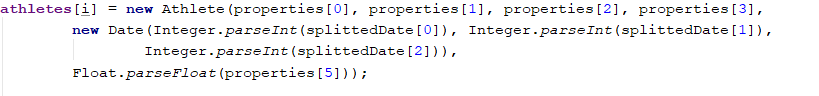 athletes[i] = new Athlete(properties[0], properties[1], properties[2], properties[3],
new Date(Integer.parseInt(splittedDate[0]), Integer.parseInt(splittedDate[1]),
Integer.parseInt(splittedDate[2])),
Float.parseFloat(properties[5]));